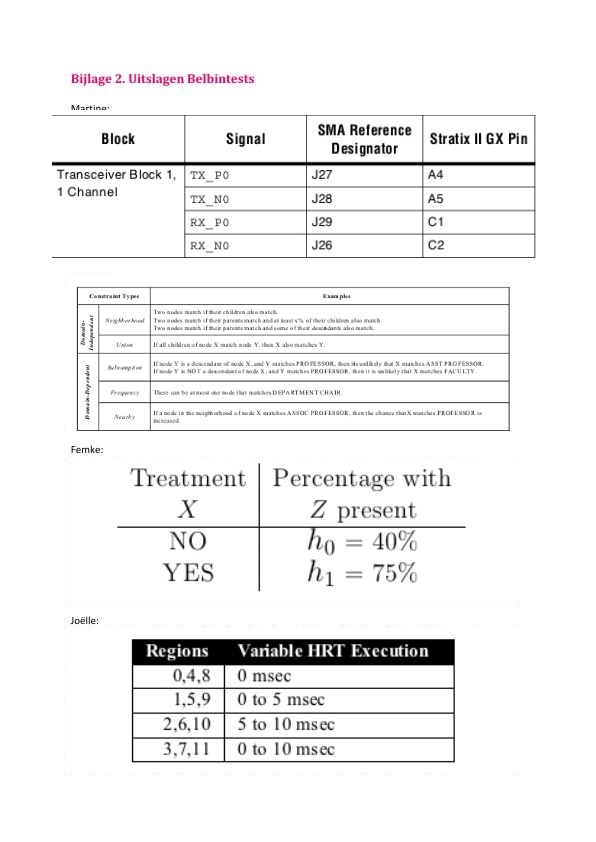 Bijlage 2. Uitslagen Belbintests
Martine:
Block Signal SMA Reference Designator Stratix II GX Pin
Transceiver Block 1, 1 Channel TX_P0 J27 A4
TX_N0 J28 A5
RX_P0 J29 C1
RX_N0 J26 C2
Constraint Types Examples
Domain-Independent
Neighborhood
Two nodes match if their children also match.
Two nodes match if their parents match and at least x% of their children also match.
Two nodes match if their parents match and some of their descendants also match.
Union If all children of node X match node Y, then X also matches Y.
Domain-Dependent
Subsumption
If node Y is a descendant of node X, and Y matches PROFESSOR, then it is unlikely that X matches ASST PROFESSOR.
If node Y is NOT a descendant of node X, and Y matches PROFESSOR, then it is unlikely that X matches FACULTY.
Frequency There can be at most one node that matches DEPARTMENT CHAIR.
Nearby
If a node in the neighborhood of node X matches ASSOC PROFESSOR, then the chance that X matches PROFESSOR is
increased.
Femke:
Treatment Percentage with
X Z present
NO h0 = 40%
YES h1 = 75%
Joëlle:
Regions Variable HRT Execution
0,4,8 0 msec
1,5,9 0 to 5 msec
2,6,10 5 to 10 msec
3,7,11 0 to 10 msec